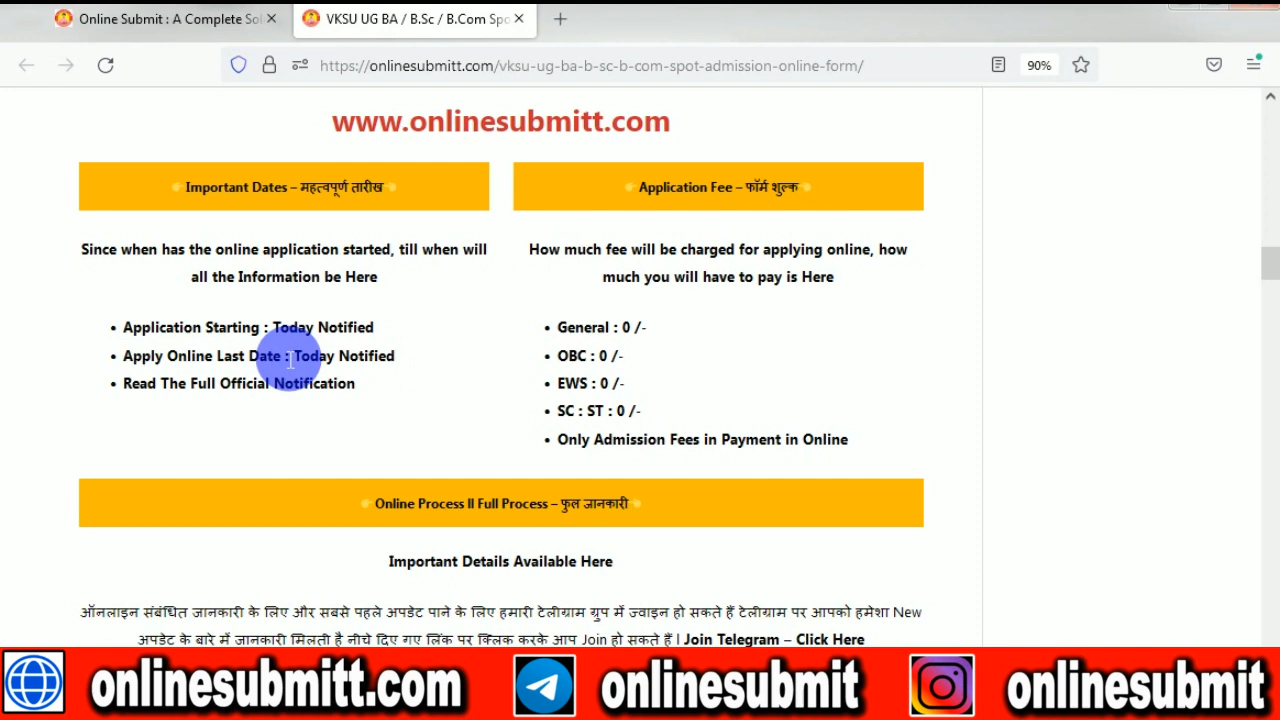 Online Submit : A Complete Sol
VKSU UG BA / B.Sc / B.Com Spo
https://onlinesubmitt.com/vksu-ug-ba-b-sc-b-com-spot-admission-online-form/
90%
www.onlinesubmitt.com
Important Dates – महत्वपूर्ण तारीख
Since when has the online application started, till when will
all the Information be Here
• Application Starting : Today Notified
• Apply Online Last Date : Today Notified
• Read The Full Official Notification
Application Fee – फॉर्म शुल्क
How much fee will be charged for applying online, how
much you will have to pay is Here
• General : 0 /-
• OBC : 0 /-
• EWS : 0 /-
• SC : ST : 0 /-
• Only Admission Fees in Payment in Online
Online Process II Full Process – फुल जानकारी
Important Details Available Here
ऑनलाइन संबंधित जानकारी के लिए और सबसे पहले अपडेट पाने के लिए हमारी टेलीग्राम ग्रुप में ज्वाइन हो सकते हैं टेलीग्राम पर आपको हमेशा New
अपडेट के बारे में जानकारी मिलती है नीचे दिए गए लिंक पर क्लिक करके आप Join हो सकते हैं | Join Telegram – Click Here
onlinesubmitt.com
onlinesubmit
onlinesubmit